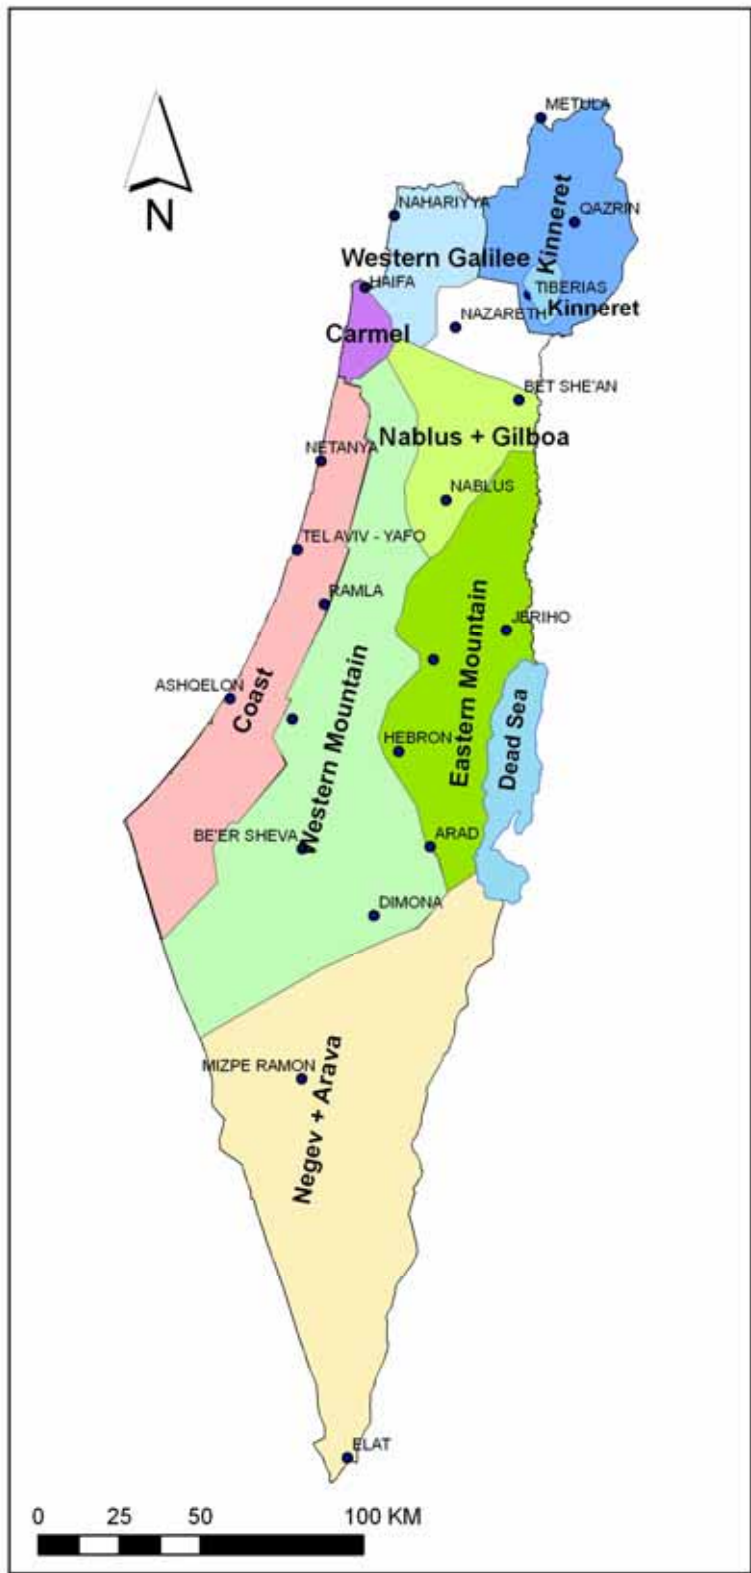 METULA
N
NAHARIYYA
Kinneret
QAZRIN
Western Galilee
HAIFA
TIBERIAS
Kinneret
NAZARETH
Carmel
BET SHE'AN
Nablus + Gilboa
NETANYA
NABLUS
TEL AVIV - YAFO
RAMLA
JERIHO
Eastern Mountain
ASHQELON
Coast
Western Mountain
Dead Sea
HEBRON
BE'ER SHEVA
ARAD
DIMONA
MIZPE RAMON
Negev + Arava
ELAT
0 25 50 100 KM